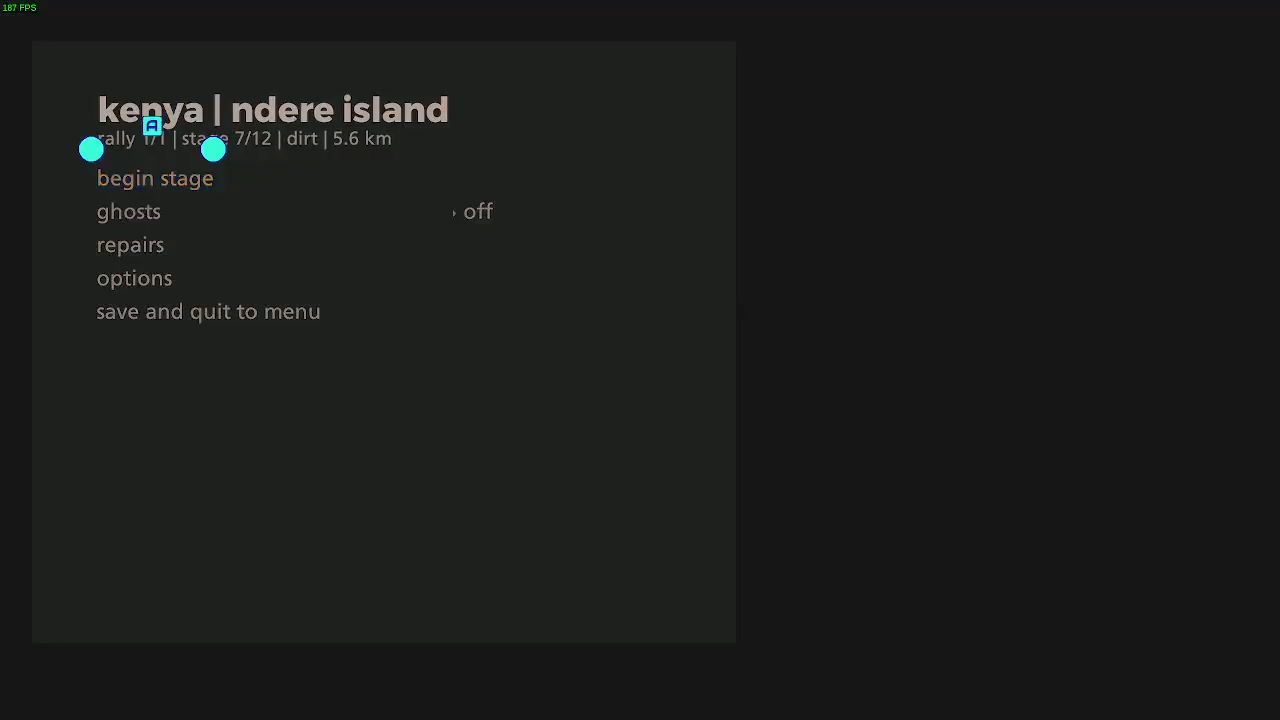 187 FPS
kenya | ndere island
A
rally 1/1 | stage 7/12 | dirt | 5.6 km
begin stage
ghosts › off
repairs
options
save and quit to menu